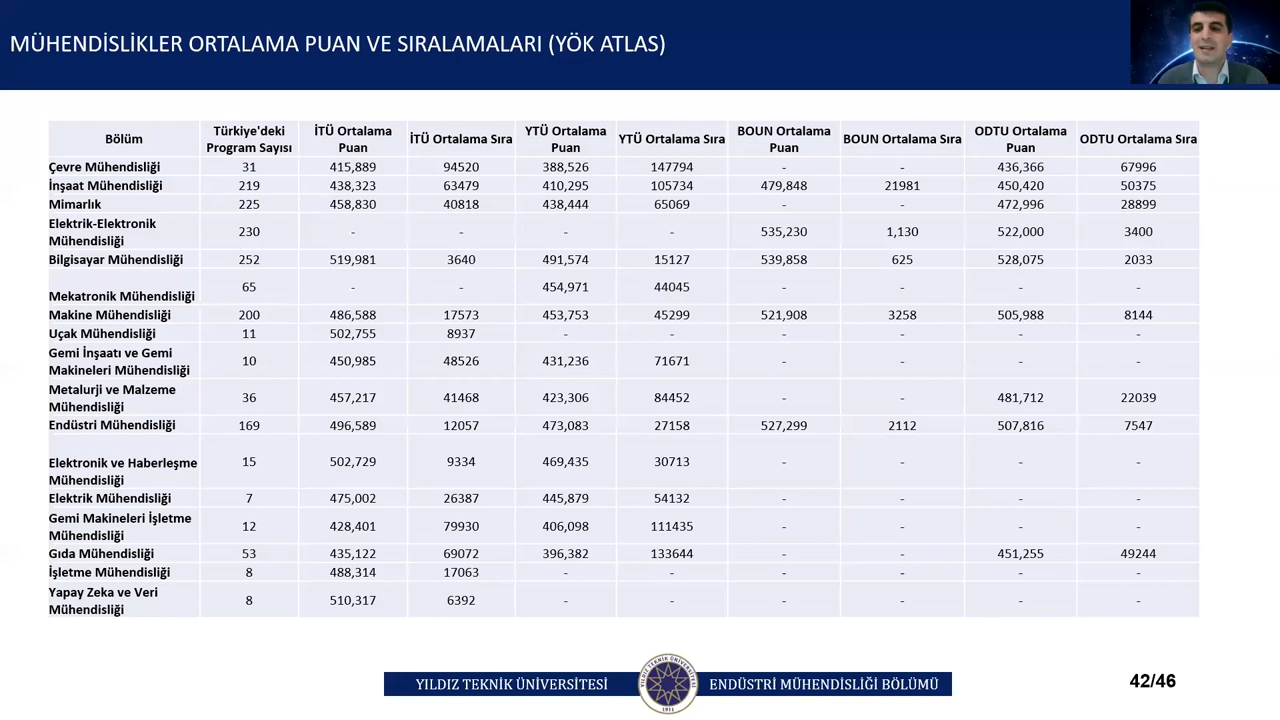 MÜHENDİSLİKLER ORTALAMA PUAN VE SIRALAMALARI (YÖK ATLAS)
Bölüm Türkiye'deki Program Sayısı İTÜ Ortalama Puan İTÜ Ortalama Sıra YTÜ Ortalama Puan YTÜ Ortalama Sıra BOUN Ortalama Puan BOUN Ortalama Sıra ODTU Ortalama Puan ODTU Ortalama Sıra
Çevre Mühendisliği 31 415,889 94520 388,526 147794 - - 436,366 67996
İnşaat Mühendisliği 219 438,323 63479 410,295 105734 479,848 21981 450,420 50375
Mimarlık 225 458,830 40818 438,444 65069 - - 472,996 28899
Elektrik-Elektronik Mühendisliği 230 - - - - 535,230 1,130 522,000 3400
Bilgisayar Mühendisliği 252 519,981 3640 491,574 15127 539,858 625 528,075 2033
Mekatronik Mühendisliği 65 - - 454,971 44045 - - - -
Makine Mühendisliği 200 486,588 17573 453,753 45299 521,908 3258 505,988 8144
Uçak Mühendisliği 11 502,755 8937 - - - - - -
Gemi İnşaatı ve Gemi Makineleri Mühendisliği 10 450,985 48526 431,236 71671 - - - -
Metalurji ve Malzeme Mühendisliği 36 457,217 41468 423,306 84452 - - 481,712 22039
Endüstri Mühendisliği 169 496,589 12057 473,083 27158 527,299 2112 507,816 7547
Elektronik ve Haberleşme Mühendisliği 15 502,729 9334 469,435 30713 - - - -
Elektrik Mühendisliği 7 475,002 26387 445,879 54132 - - - -
Gemi Makineleri İşletme Mühendisliği 12 428,401 79930 406,098 111435 - - - -
Gıda Mühendisliği 53 435,122 69072 396,382 133644 - - 451,255 49244
İşletme Mühendisliği 8 488,314 17063 - - - - - -
Yapay Zeka ve Veri Mühendisliği 8 510,317 6392 - - - - - -
YILDIZ TEKNİK ÜNİVERSİTESİ
YILDIZ TEKNİK ÜNİVERSİTESİ
1911
ENDÜSTRİ MÜHENDİSLİĞİ BÖLÜMÜ
42/46